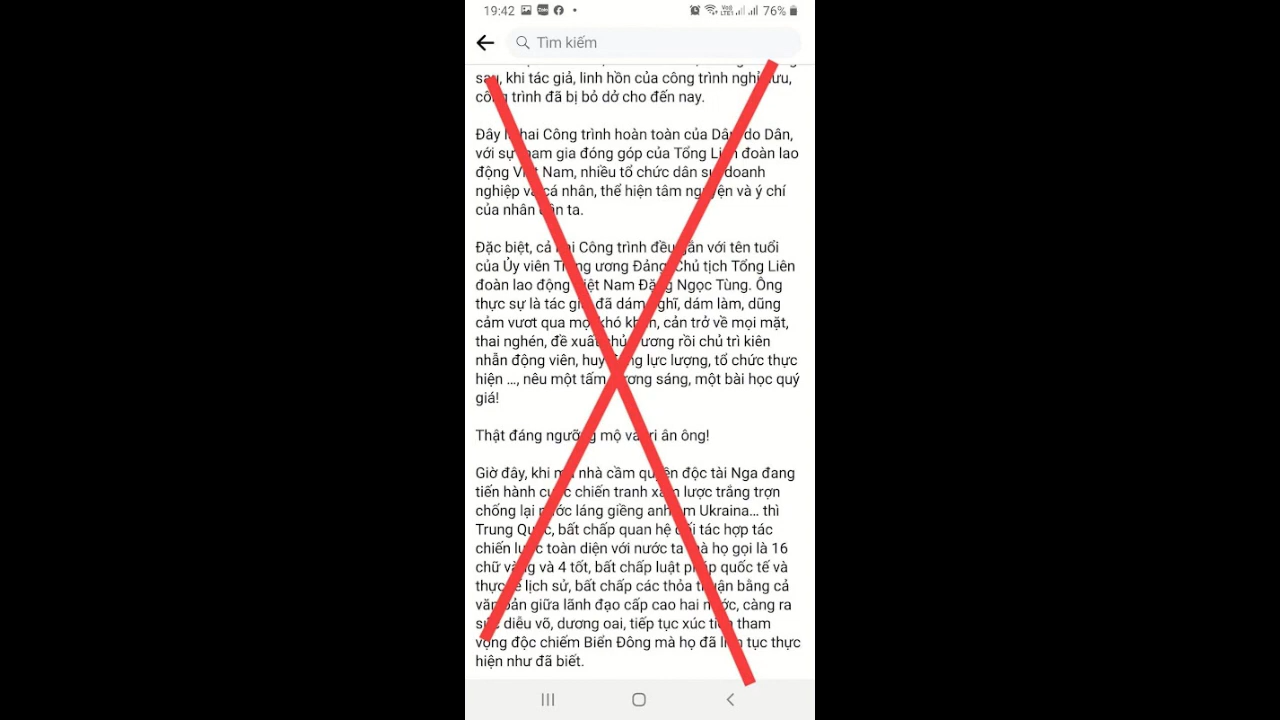 19:42
76%
Tìm kiếm
sau, khi tác giả, linh hồn của công trình nghỉ hưu,
công trình đã bị bỏ dở cho đến nay.
Đây là hai Công trình hoàn toàn của Dân, do Dân,
với sự tham gia đóng góp của Tổng Liên đoàn lao
động Việt Nam, nhiều tổ chức dân sự, doanh
nghiệp và cá nhân, thể hiện tâm nguyện và ý chí
của nhân dân ta.
Đặc biệt, cả hai Công trình đều gắn với tên tuổi
của Ủy viên Trung ương Đảng, Chủ tịch Tổng Liên
đoàn lao động Việt Nam Đặng Ngọc Tùng. Ông
thực sự là tác giả đã dám nghĩ, dám làm, dũng
cảm vươt qua mọi khó khăn, cản trở về mọi mặt,
thai nghén, đề xuất chủ trương rồi chủ trì kiên
nhẫn động viên, huy động lực lượng, tổ chức thực
hiện …, nêu một tấm gương sáng, một bài học quý
giá!
Thật đáng ngưỡng mộ và tri ân ông!
Giờ đây, khi mà nhà cầm quyền độc tài Nga đang
tiến hành cuộc chiến tranh xâm lược trắng trợn
chống lại nước láng giềng anh em Ukraina… thì
Trung Quốc, bất chấp quan hệ đối tác hợp tác
chiến lược toàn diện với nước ta mà họ gọi là 16
chữ vàng và 4 tốt, bất chấp luật pháp quốc tế và
thực tế lịch sử, bất chấp các thỏa thuận bằng cả
văn bản giữa lãnh đạo cấp cao hai nước, càng ra
sức diễu võ, dương oai, tiếp tục xúc tiến tham
vọng độc chiếm Biển Đông mà họ đã liên tục thực
hiện như đã biết.